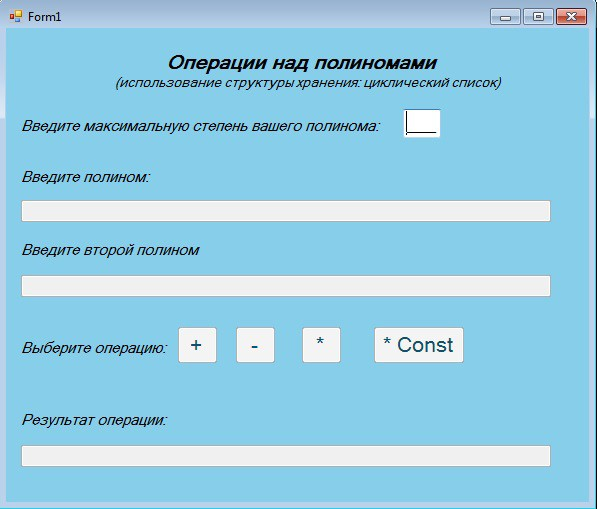 Form1
Операции над полиномами
(использование структуры хранения: циклический список)
Введите максимальную степень вашего полинома:
Введите полином:
Введите второй полином
Выберите операцию: + - * * Const
Результат операции: